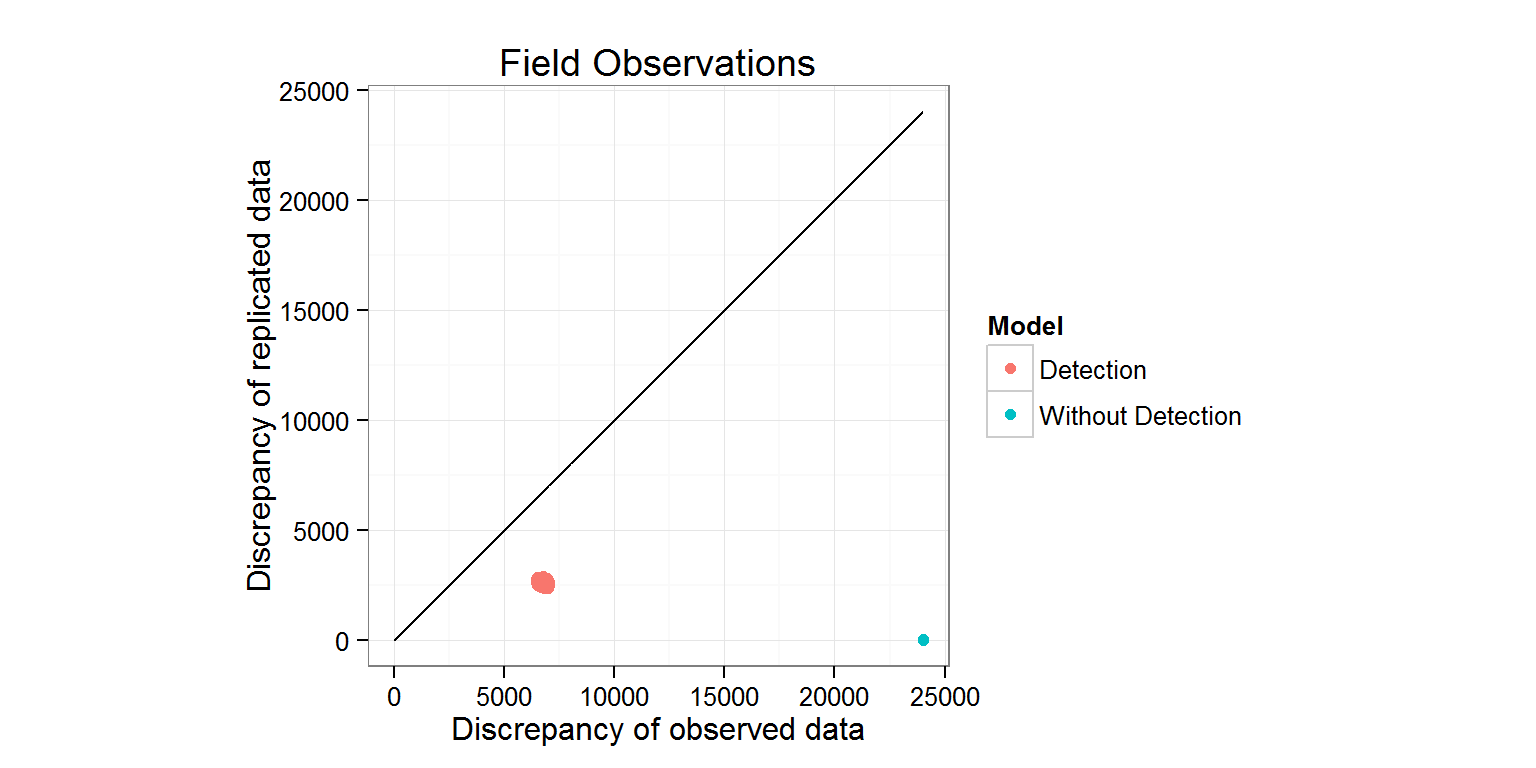 Field Observations
Discrepancy of replicated data
25000
20000
15000
10000
5000
0
0 5000 10000 15000 20000 25000
Discrepancy of observed data
Model
Detection
Without Detection